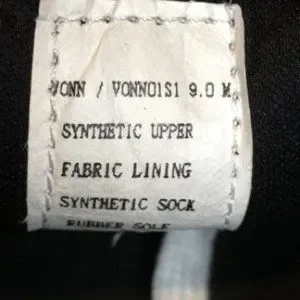 VONN / VONN01S1 9.0 M
SYNTHETIC UPPER
FABRIC LINING
SYNTHETIC SOCK
RUBBER SOLE